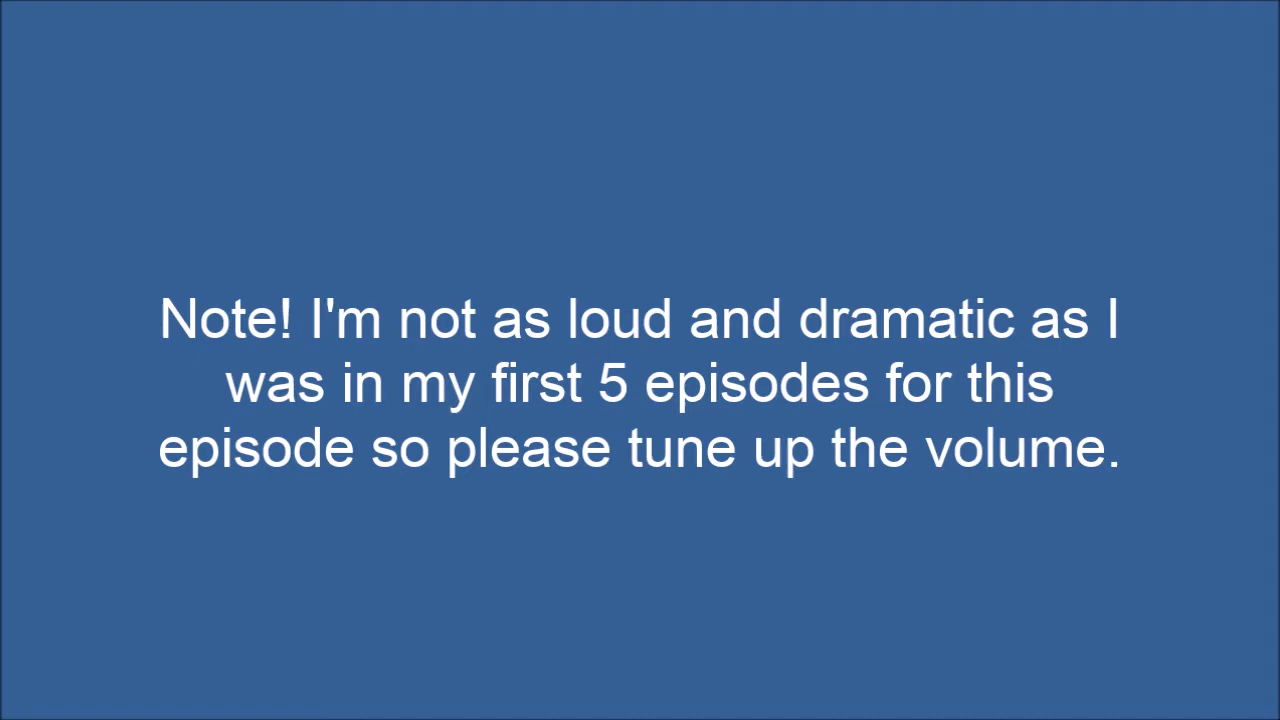 Note! I'm not as loud and dramatic as I
was in my first 5 episodes for this
episode so please tune up the volume.